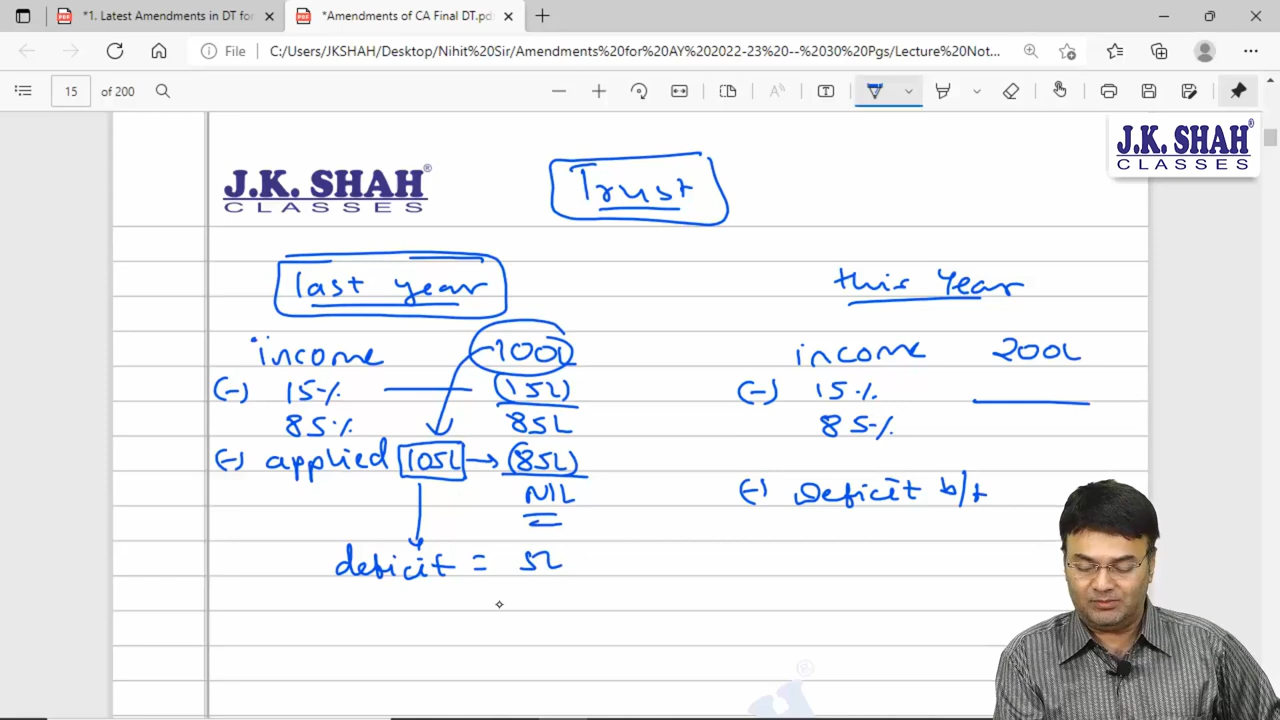 *1. Latest Amendments in DT for
*Amendments of CA Final DT.pd
File
C:/Users/JKSHAH/Desktop/Nihit%20Sir/Amendments%20for%20AY%202022-23%20--%2030%20Pgs/Lecture%20Not...
15 of 200
J.K. SHAH®
CLASSES
J.K. SHAH®
CLASSES
Trust
last year
this Year
income 100L
income 200L
(-) 15% (15L)
(-) 15%
85% 85L
85%
(-) applied 105L → (85L)
NIL
(-) Deficit b/f
deficit = 5L